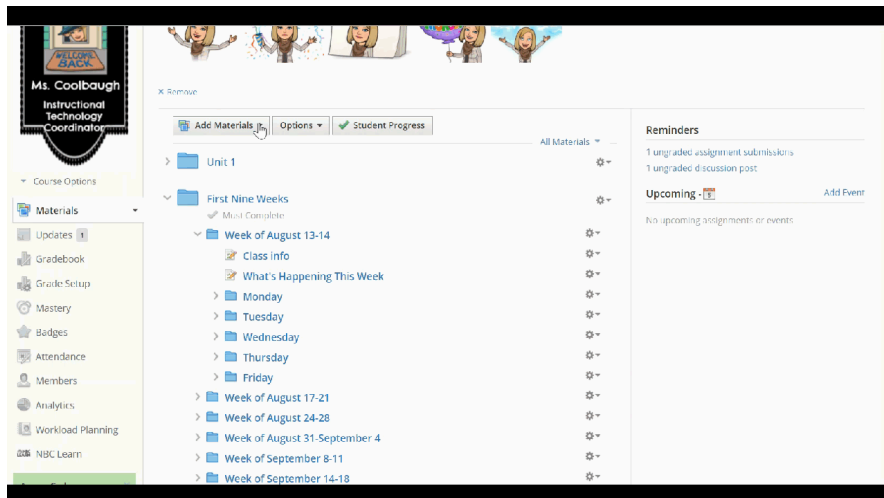 WELCOME
BACK
Ms. Coolbaugh
Instructional
Technology
Coordinator
× Remove
Add Materials
Options
Student Progress
All Materials
Course Options
Materials
Updates 1
Gradebook
Grade Setup
Mastery
Badges
Attendance
Members
Analytics
Workload Planning
NBC Learn
Unit 1
First Nine Weeks
Must Complete
Week of August 13-14
Class info
What's Happening This Week
Monday
Tuesday
Wednesday
Thursday
Friday
Week of August 17-21
Week of August 24-28
Week of August 31-September 4
Week of September 8-11
Week of September 14-18
Reminders
1 ungraded assignment submissions
1 ungraded discussion post
Upcoming · Add Event
No upcoming assignments or events